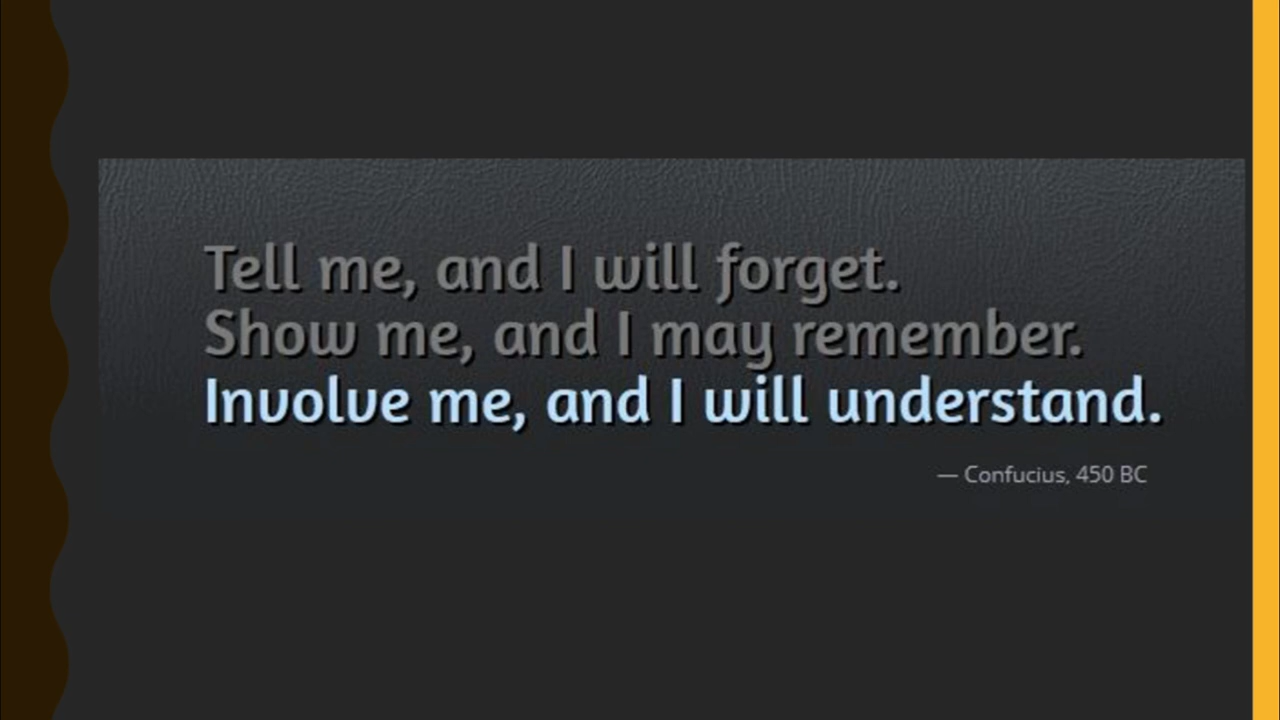 Tell me, and I will forget.
Show me, and I may remember.
Involve me, and I will understand.
— Confucius, 450 BC